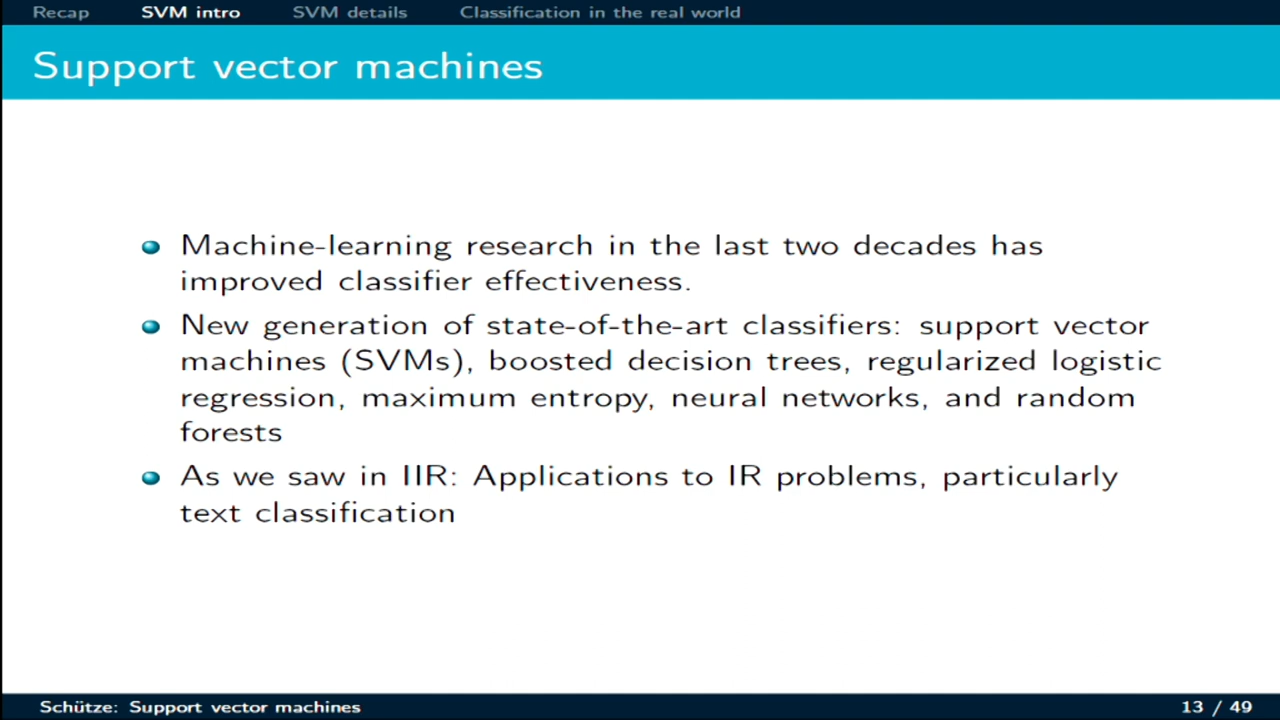 Recap SVM intro SVM details Classification in the real world
Support vector machines
Machine-learning research in the last two decades has
improved classifier effectiveness.
New generation of state-of-the-art classifiers: support vector
machines (SVMs), boosted decision trees, regularized logistic
regression, maximum entropy, neural networks, and random
forests
As we saw in IIR: Applications to IR problems, particularly
text classification
Schütze: Support vector machines 13 / 49